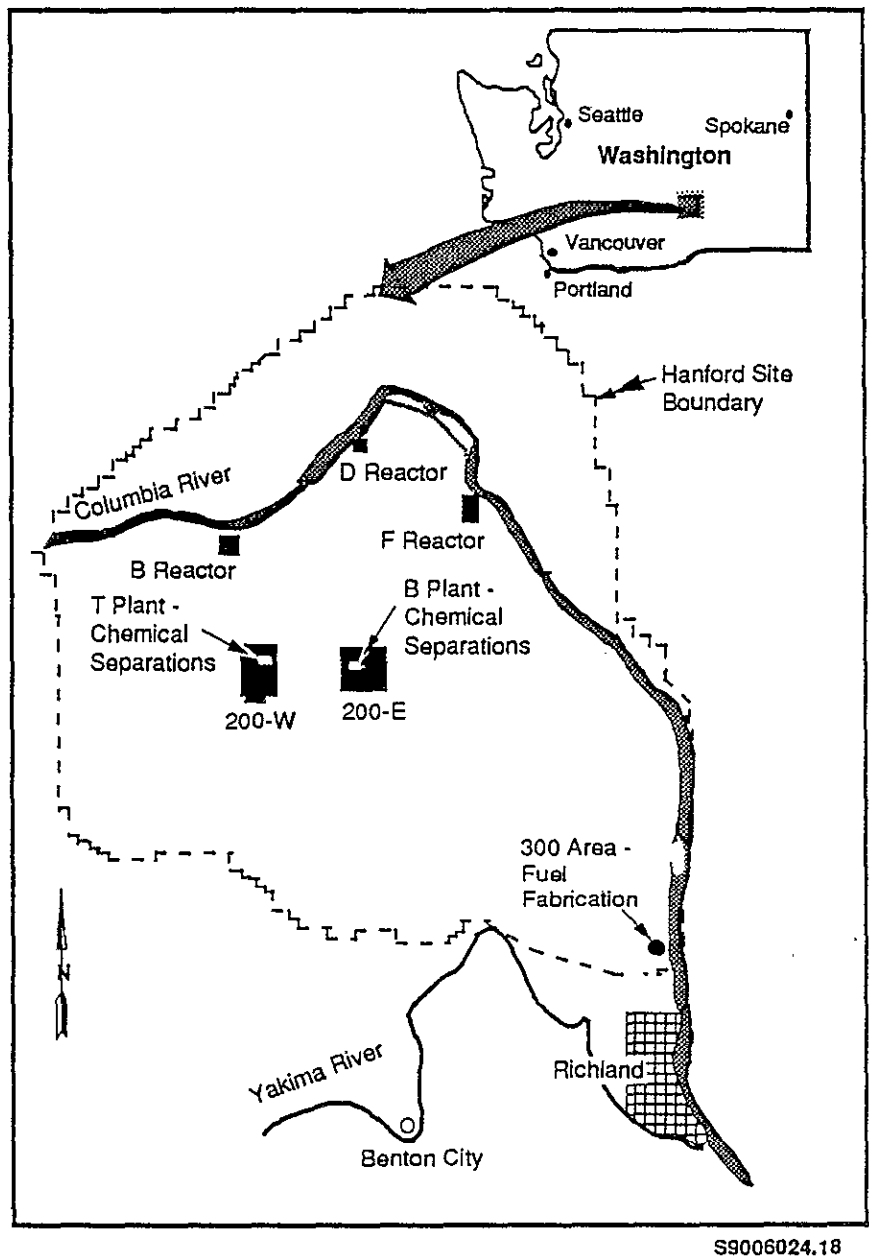 Seattle
Spokane
Washington
Vancouver
Portland
Hanford Site
Boundary
Columbia River
D Reactor
F Reactor
B Reactor
T Plant -
Chemical
Separations
B Plant -
Chemical
Separations
200-W
200-E
300 Area -
Fuel
Fabrication
N
Yakima River
Richland
Benton City
S9006024.18